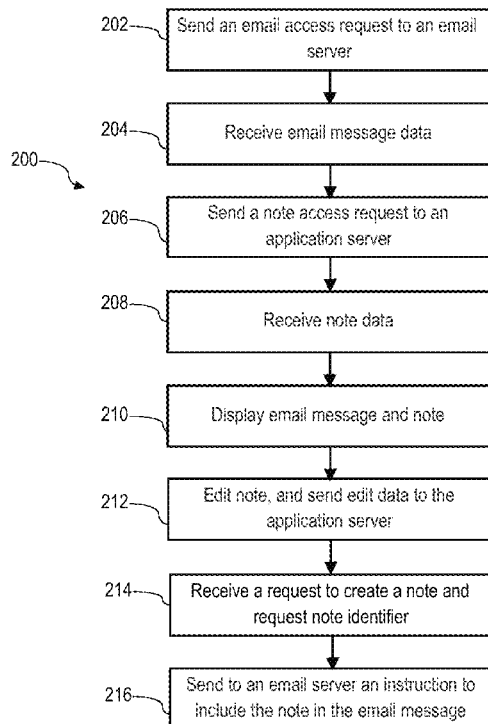 202
Send an email access request to an email
server
204
Receive email message data
200
206
Send a note access request to an
application server
208
Receive note data
210
Display email message and note
212
Edit note, and send edit data to the
application server
214
Receive a request to create a note and
request note identifier
216
Send to an email server an instruction to
include the note in the email message